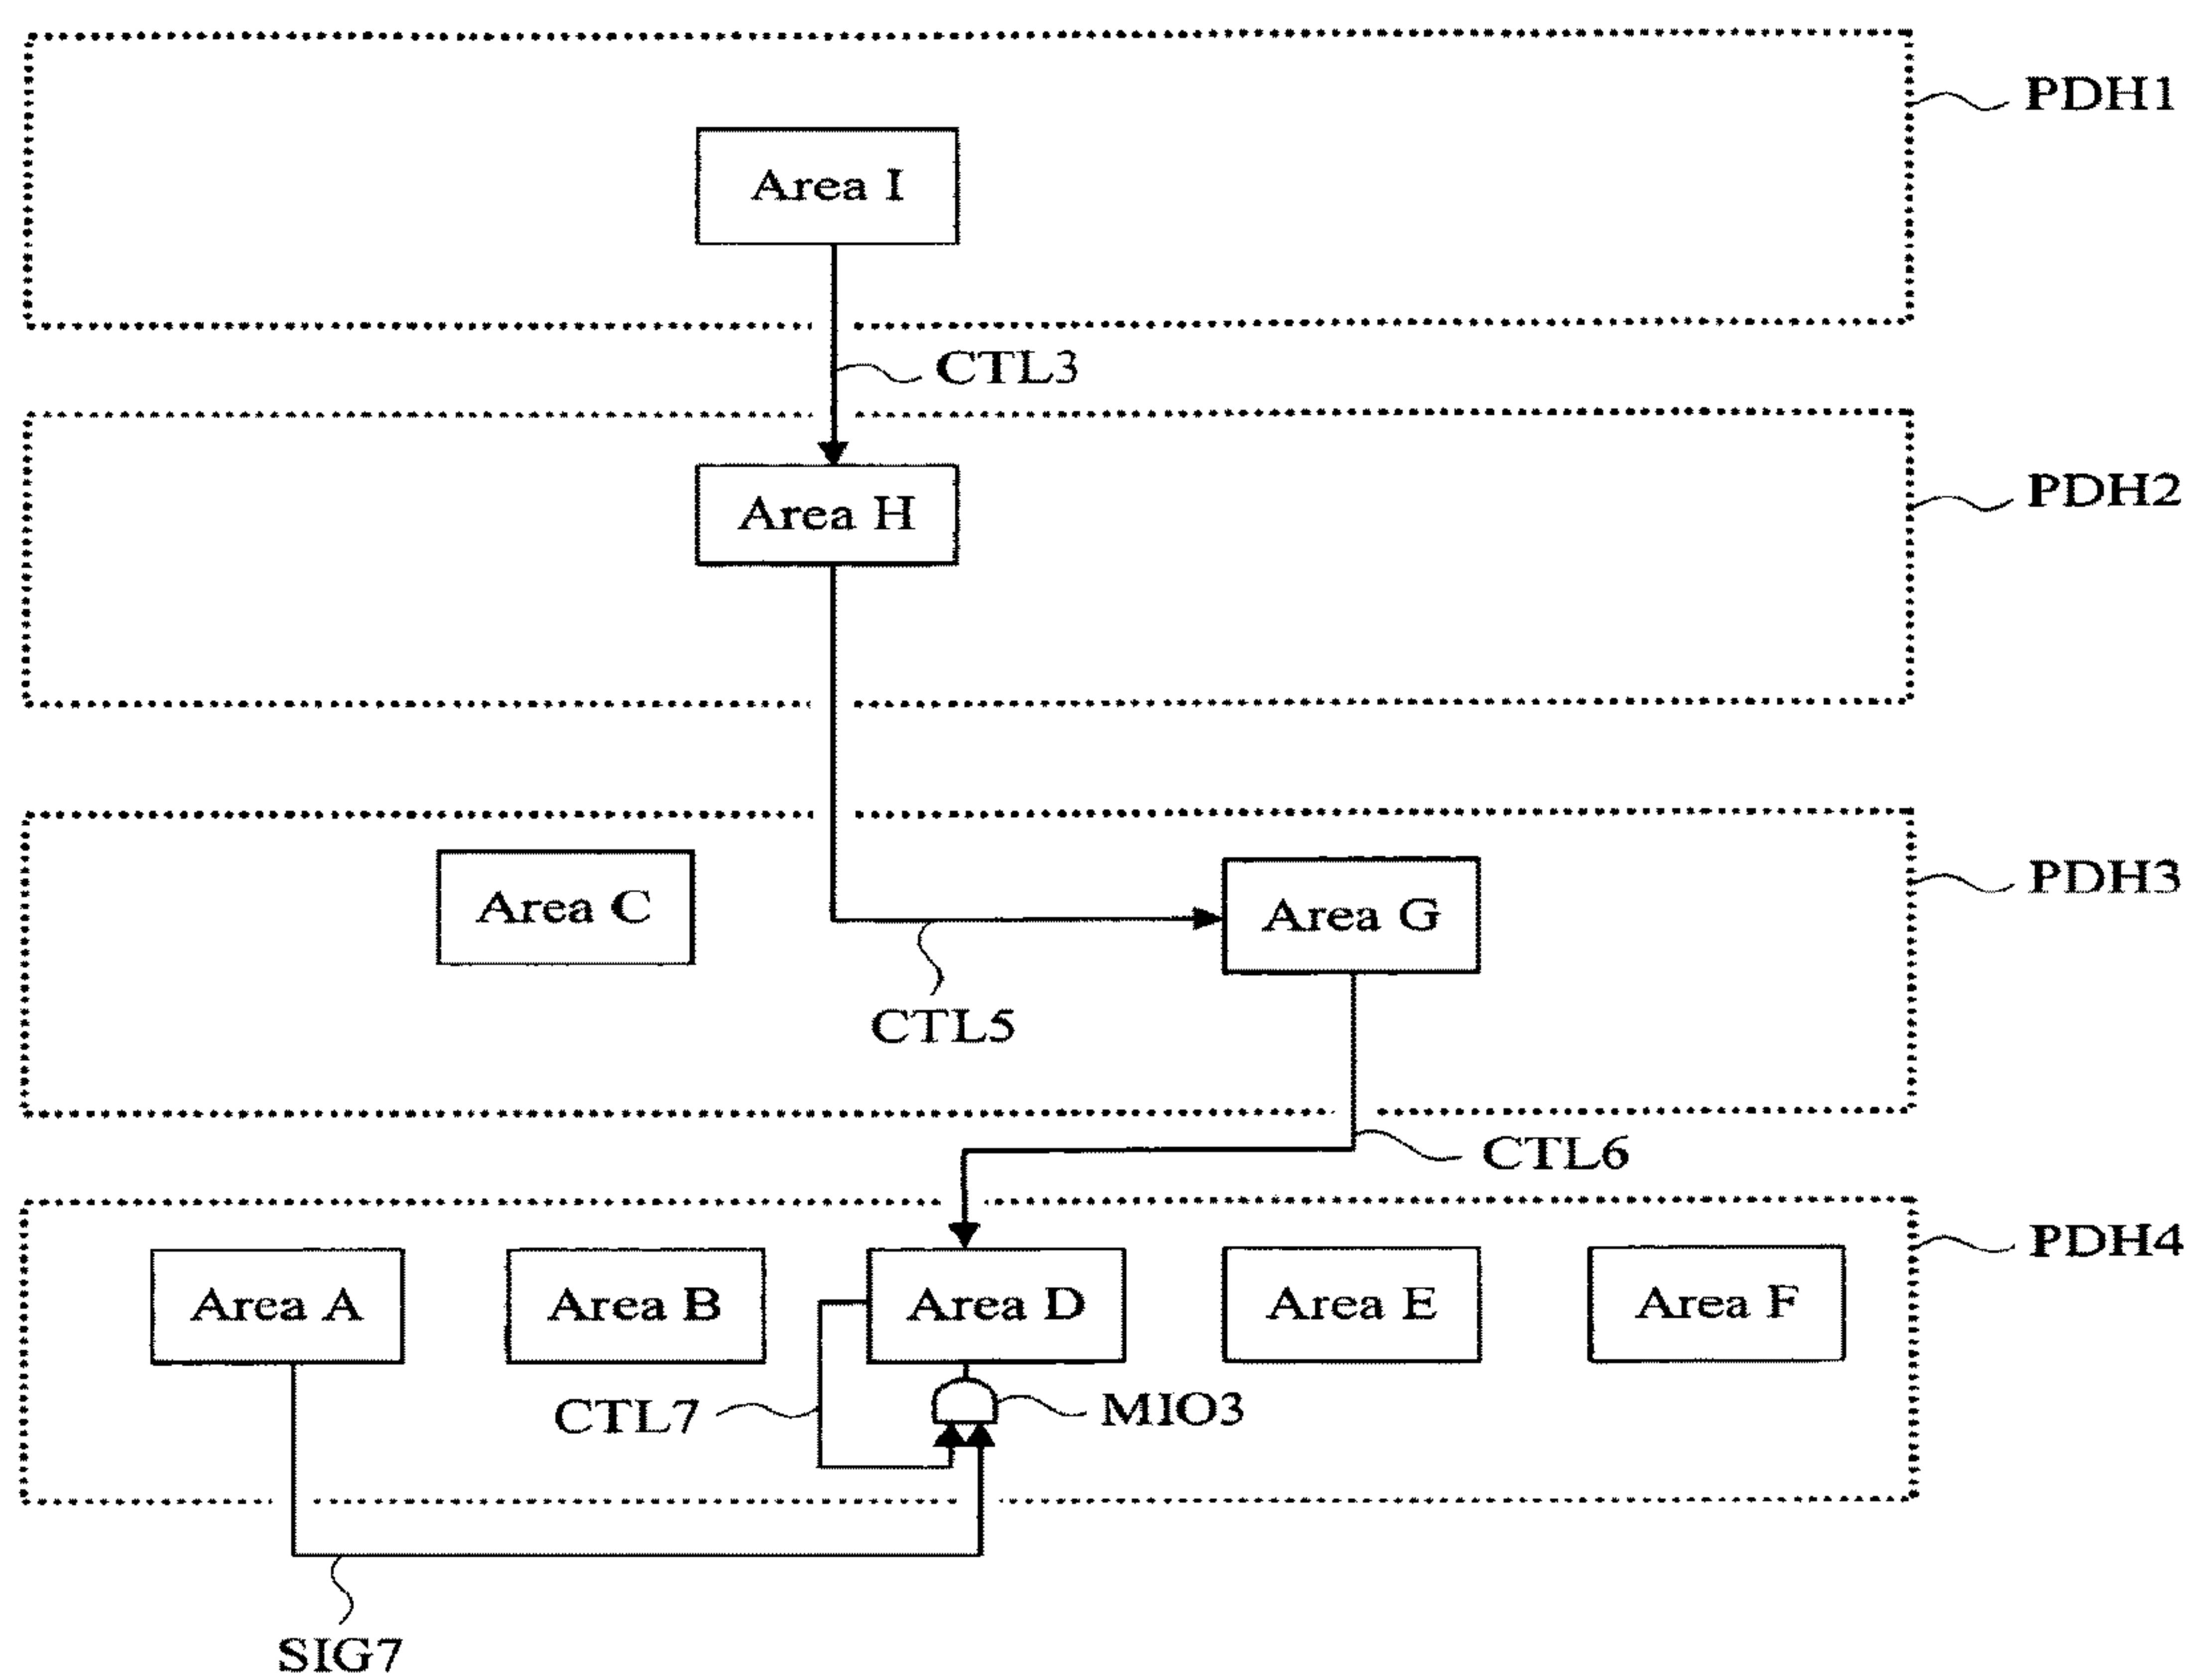 PDH1
Area I
CTL3
PDH2
Area H
PDH3
Area C
Area G
CTL5
CTL6
PDH4
Area A
Area B
Area D
Area E
Area F
CTL7
MIO3
SIG7